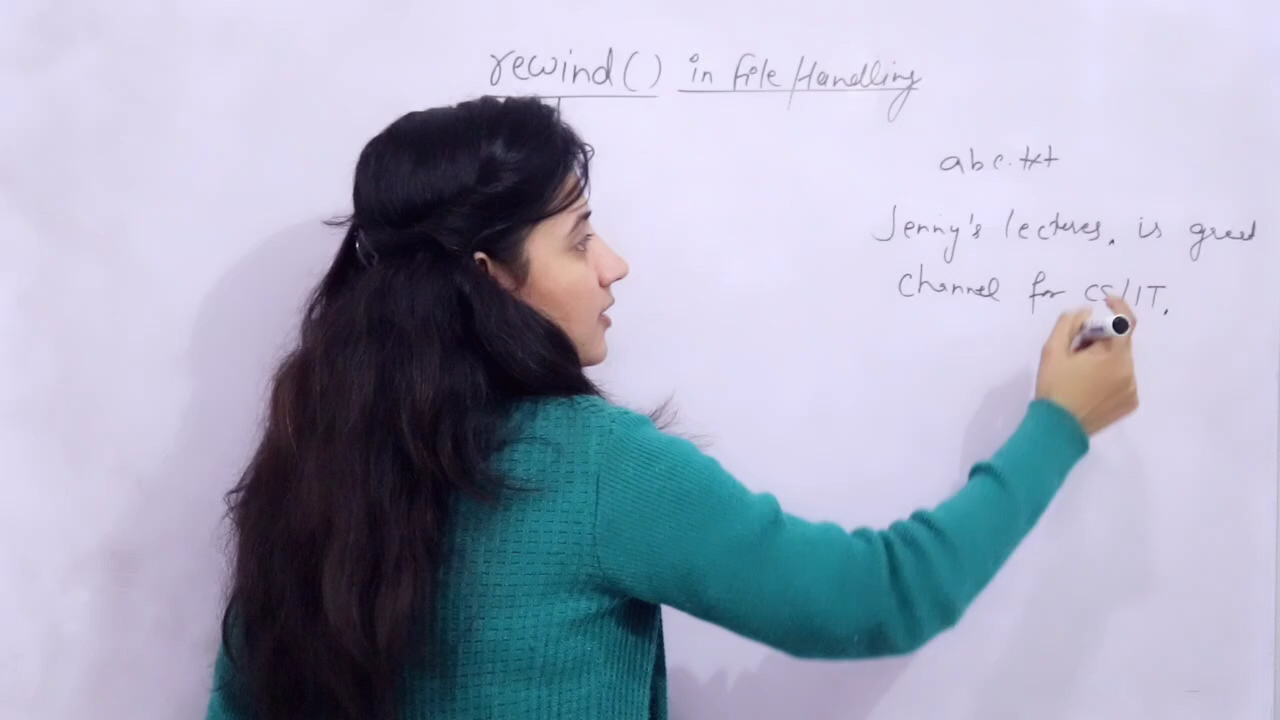 rewind() in File Handling
abc.txt
Jenny's lectures. is great
channel for CS/IT.